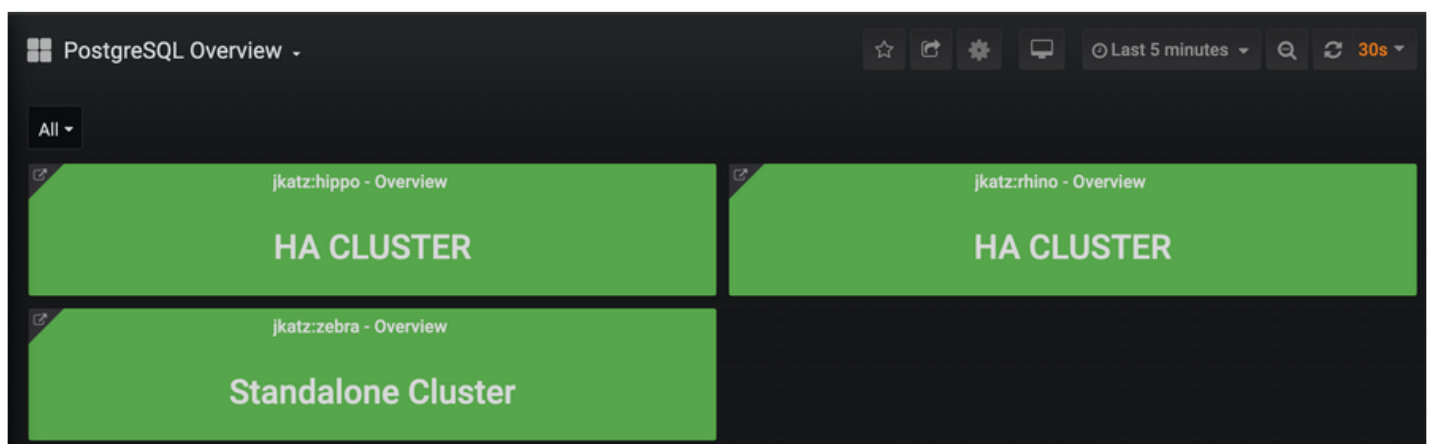 PostgreSQL Overview
Last 5 minutes
30s
All
jkatz:hippo - Overview
HA CLUSTER
jkatz:rhino - Overview
HA CLUSTER
jkatz:zebra - Overview
Standalone Cluster